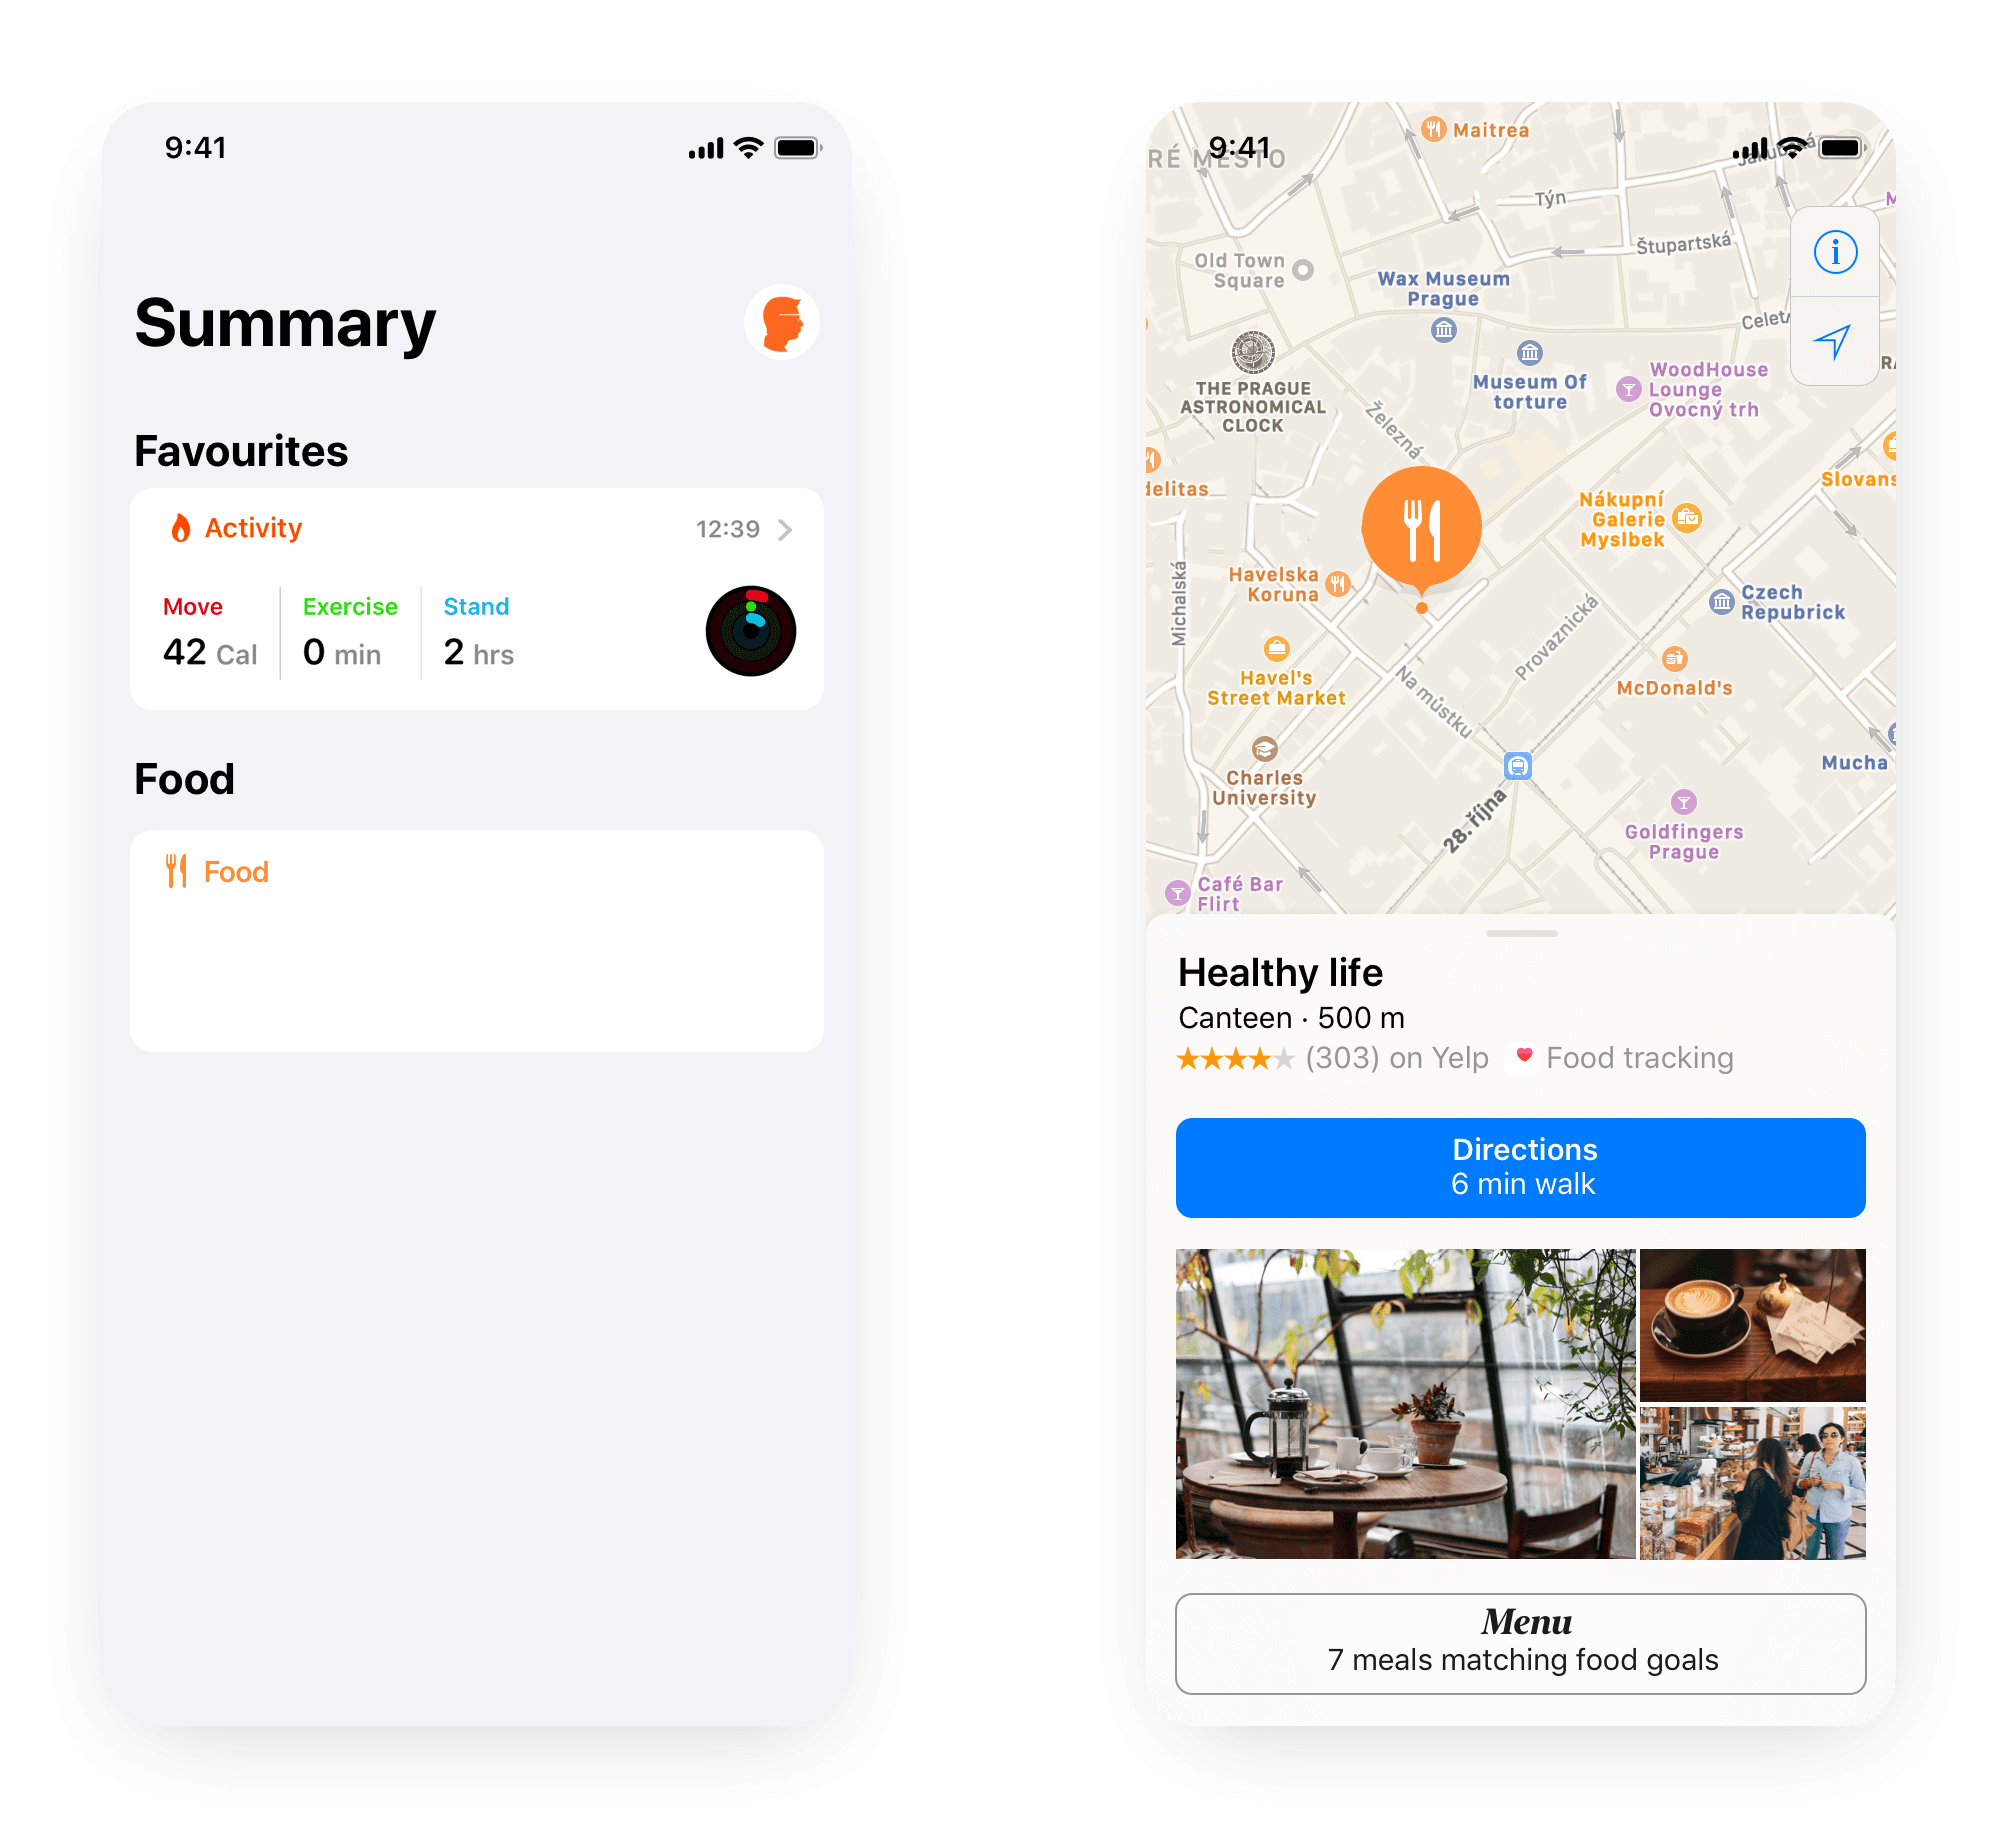 9:41
Summary
Favourites
Activity
12:39
Move
Exercise
Stand
42 Cal
0 min
2 hrs
Food
Food
9:41
Maitrea
RÉ MĚSTO
Týn
Štupartská
Old Town
Square
Wax Museum
Prague
THE PRAGUE
ASTRONOMICAL
CLOCK
Museum Of
torture
WoodHouse
Lounge
Ovocný trh
Celet
Železná
delitas
Slovans
Nákupní
Galerie
Myslbek
Havelska
Koruna
Michalská
Czech
Repubrick
Provaznická
Havel's
Street Market
McDonald's
Na můstku
Mucha
Charles
University
28. října
Goldfingers
Prague
Café Bar
Flirt
Healthy life
Canteen · 500 m
(303) on Yelp
Food tracking
Directions
6 min walk
Menu
7 meals matching food goals